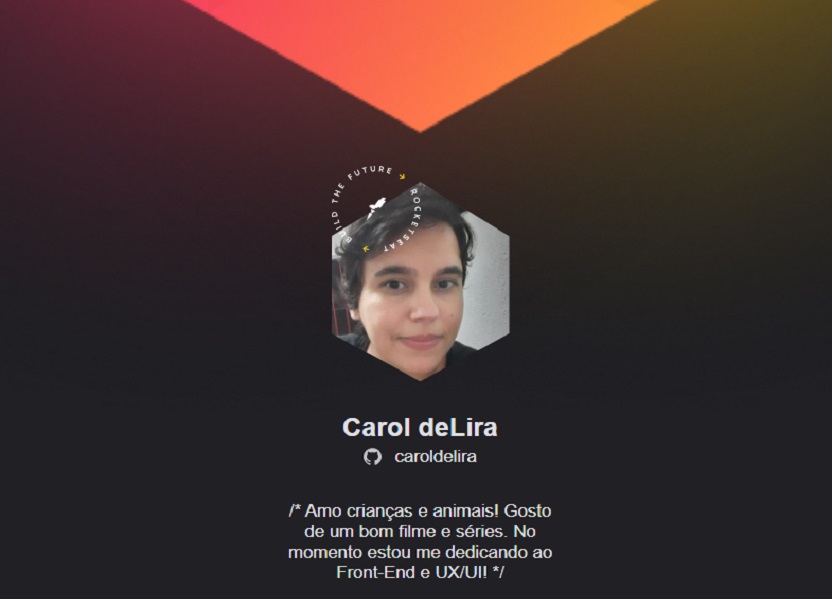 BUILD THE FUTURE → ROCKETSEAT →
Carol deLira
caroldelira
/* Amo crianças e animais! Gosto
de um bom filme e séries. No
momento estou me dedicando ao
Front-End e UX/UI! */